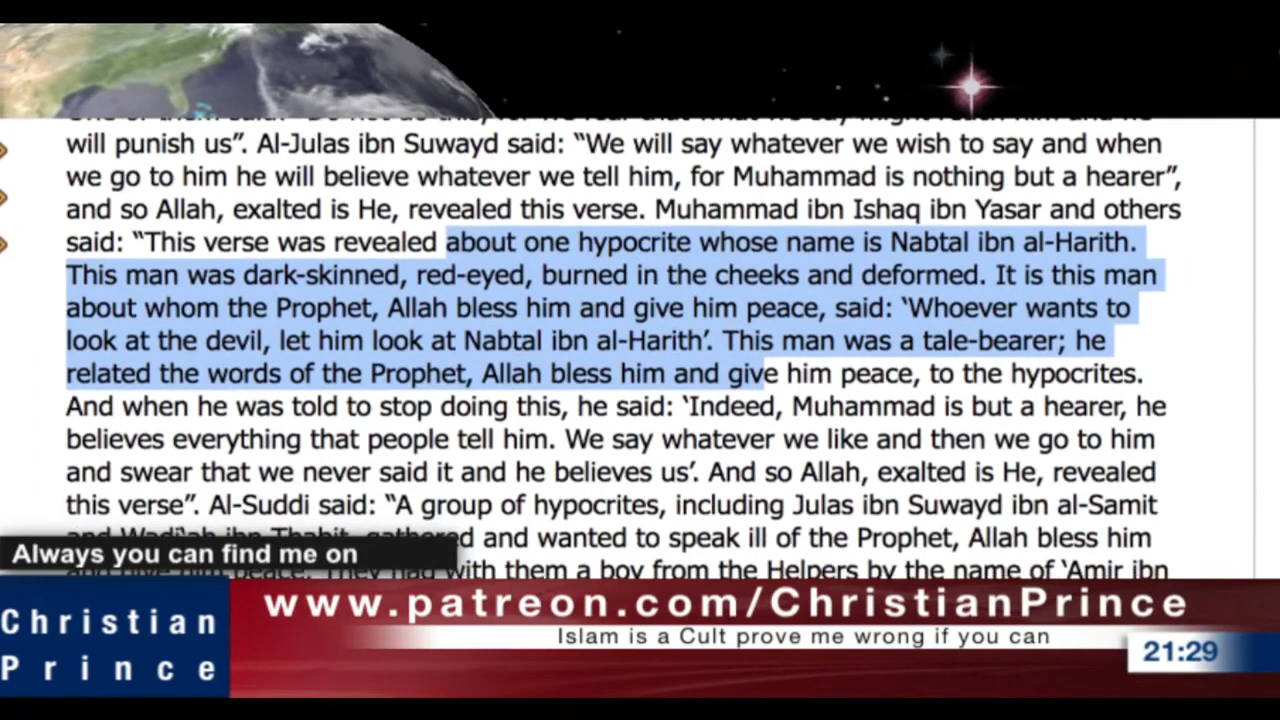 will punish us”. Al-Julas ibn Suwayd said: “We will say whatever we wish to say and when
we go to him he will believe whatever we tell him, for Muhammad is nothing but a hearer”,
and so Allah, exalted is He, revealed this verse. Muhammad ibn Ishaq ibn Yasar and others
said: “This verse was revealed about one hypocrite whose name is Nabtal ibn al-Harith.
This man was dark-skinned, red-eyed, burned in the cheeks and deformed. It is this man
about whom the Prophet, Allah bless him and give him peace, said: ‘Whoever wants to
look at the devil, let him look at Nabtal ibn al-Harith’. This man was a tale-bearer; he
related the words of the Prophet, Allah bless him and give him peace, to the hypocrites.
And when he was told to stop doing this, he said: ‘Indeed, Muhammad is but a hearer, he
believes everything that people tell him. We say whatever we like and then we go to him
and swear that we never said it and he believes us’. And so Allah, exalted is He, revealed
this verse”. Al-Suddi said: “A group of hypocrites, including Julas ibn Suwayd ibn al-Samit
gathered and wanted to speak ill of the Prophet, Allah bless him
with them a boy from the Helpers by the name of ‘Amir ibn
Always you can find me on
www.patreon.com/ChristianPrince
Islam is a Cult prove me wrong if you can
Christian
Prince
21:29